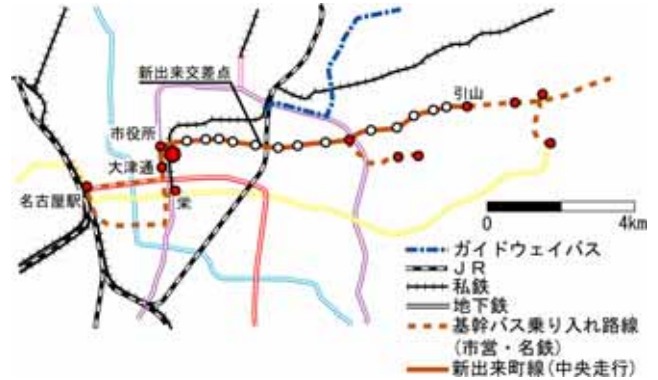 新出来交差点
引山
市役所
大津通
名古屋駅
栄
0 4km
ガイドウェイバス
JR
私鉄
地下鉄
基幹バス乗り入れ路線
(市営・名鉄)
新出来町線(中央走行)